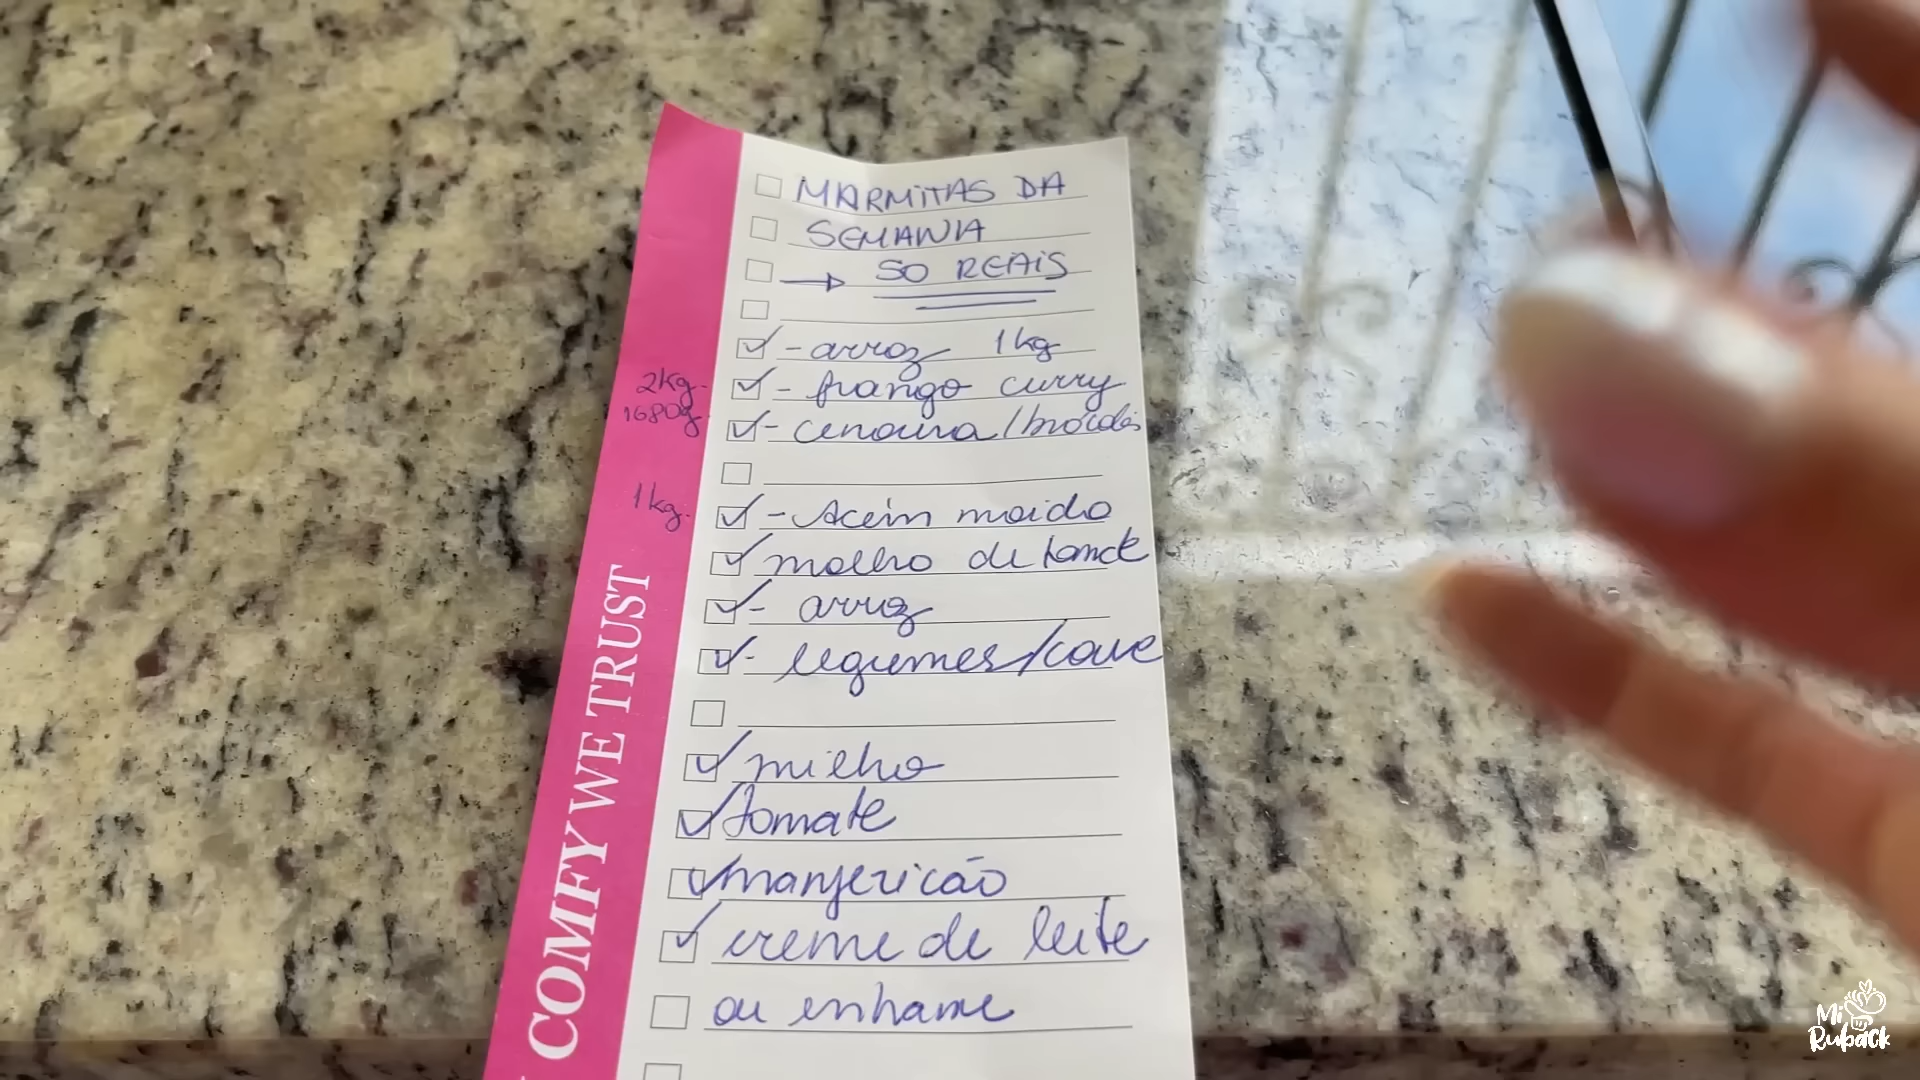 MARMITAS DA
SEMANA
→ 50 REAIS
- arroz 1kg
2kg. - frango curry
1680g - cenoura/brócolis
1kg. - Acém moído
molho de tomate
- arroz
- legumes/couve
milho
tomate
manjericão
creme de leite
ou inhame
COMFY WE TRUST
Mi Ruback